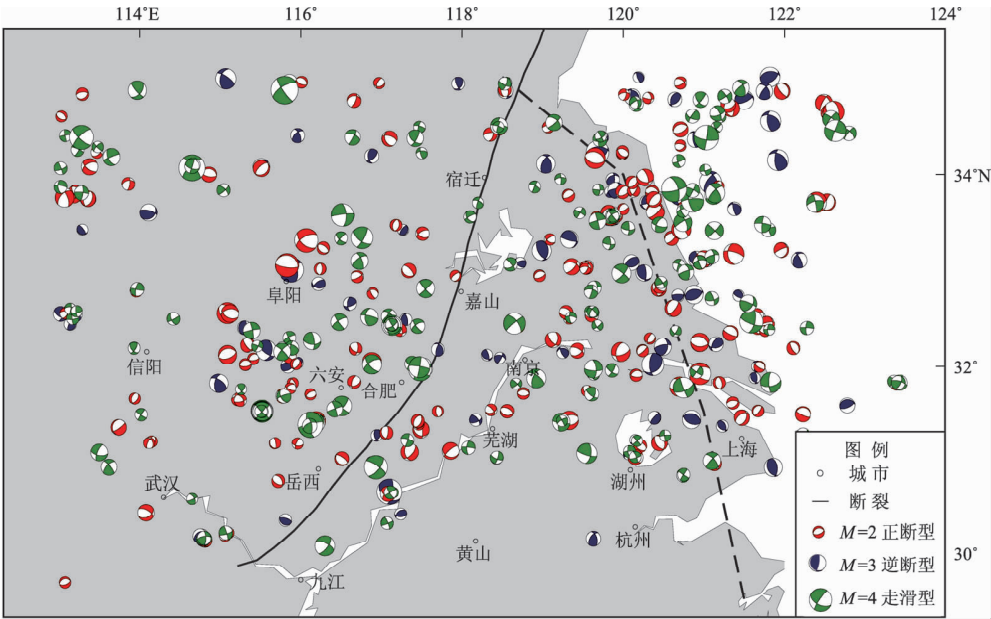 114°E 116° 118° 120° 122° 124°
34°N
宿迁
阜阳
嘉山
信阳
六安
合肥
南京
32°
芜湖
上海
岳西
湖州
武汉
杭州
黄山
30°
九江
图 例
城市
断裂
M=2 正断型
M=3 逆断型
M=4 走滑型